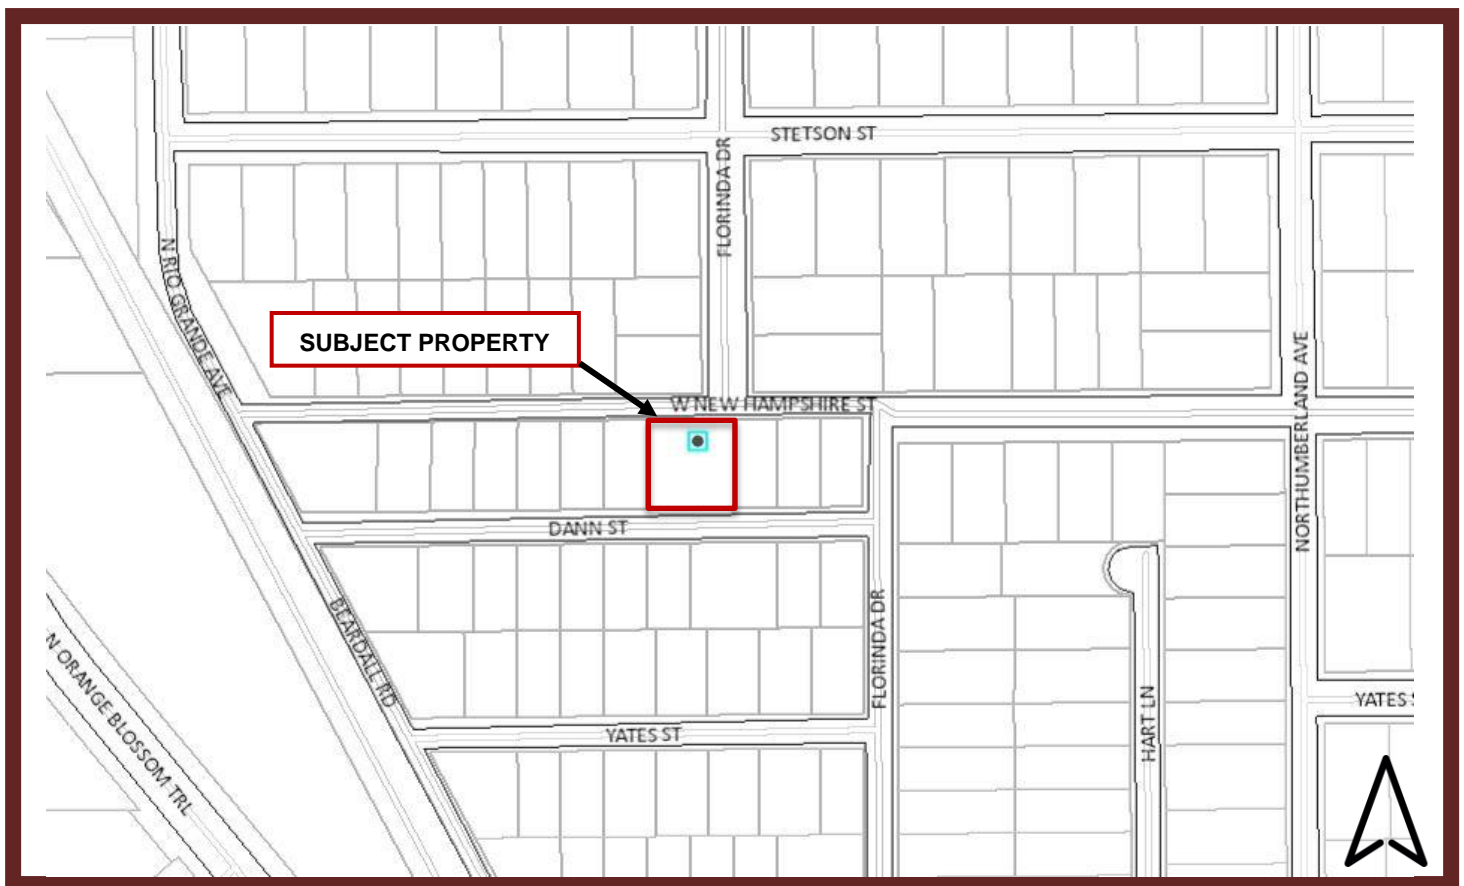 STETSON ST
FLORINDA DR
N RIO GRANDE AVE
SUBJECT PROPERTY
NORTHUMBERLAND AVE
W NEW HAMPSHIRE ST
DANN ST
BEARDALL RD
FLORINDA DR
N ORANGE BLOSSOM TRL
HART LN
YATES S
YATES ST